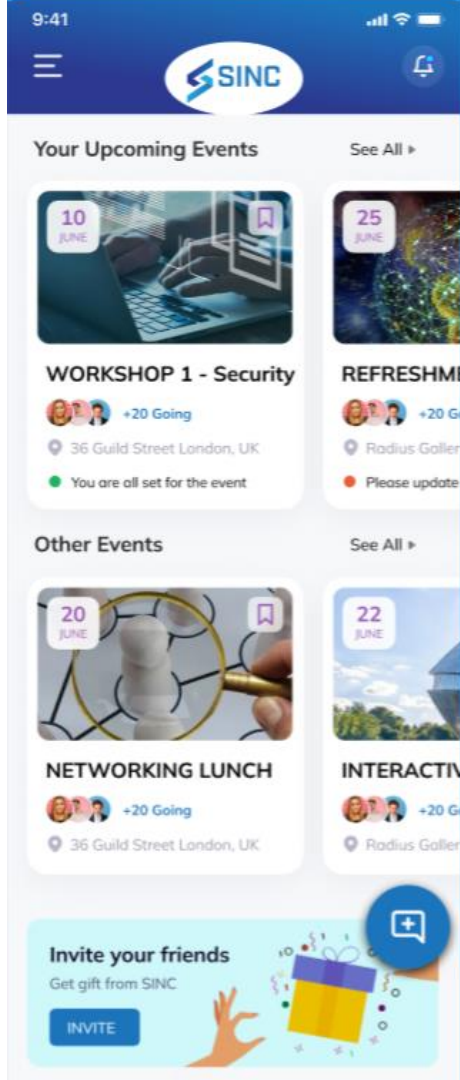 9:41
SINC
Your Upcoming Events
See All
10
JUNE
25
JUNE
WORKSHOP 1 - Security
+20 Going
36 Guild Street London, UK
You are all set for the event
REFRESHM
+20 G
Radius Galler
Please update
Other Events
See All
20
JUNE
22
JUNE
NETWORKING LUNCH
+20 Going
36 Guild Street London, UK
INTERACTIV
+20 G
Radius Galler
Invite your friends
Get gift from SINC
INVITE